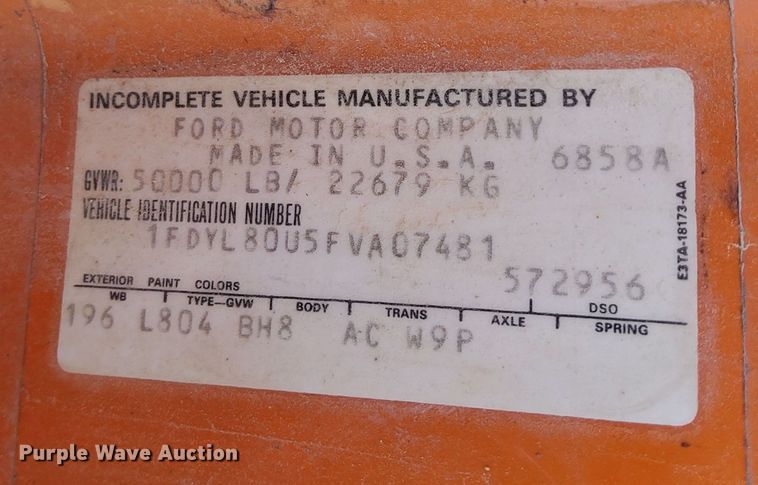 INCOMPLETE VEHICLE MANUFACTURED BY
FORD MOTOR COMPANY
MADE IN U.S.A. 6858A
GVWR: 50000 LB/ 22679 KG
VEHICLE IDENTIFICATION NUMBER
1FDYL80U5FVA07481
572956
EXTERIOR PAINT COLORS DSO
WB TYPE—GVW BODY TRANS AXLE SPRING
196 L804 BH8 AC W9P
E3TA-18173-AA
Purple Wave Auction